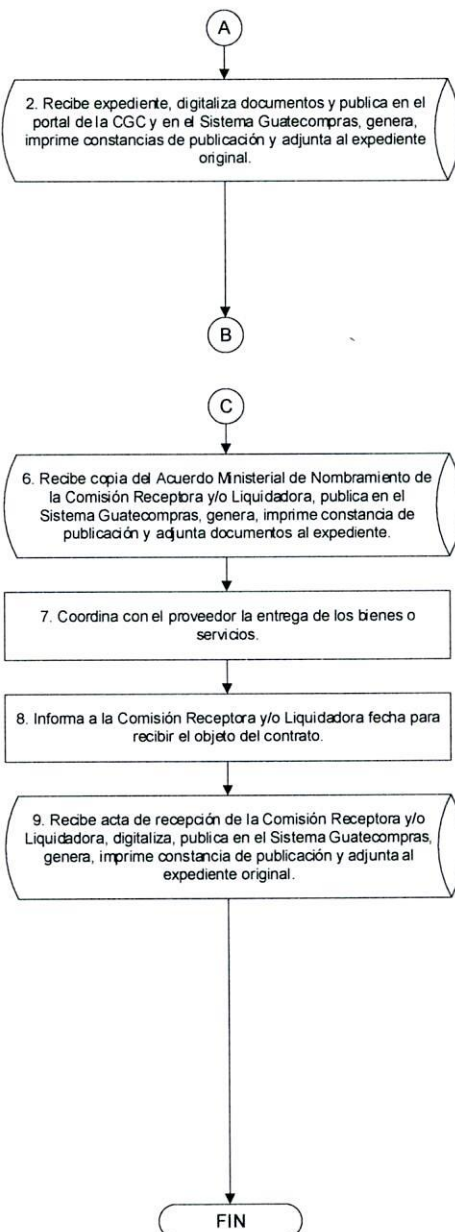 A
2. Recibe expediente, digitaliza documentos y publica en el
portal de la CGC y en el Sistema Guatecompras, genera,
imprime constancias de publicación y adjunta al expediente
original.
B
C
6. Recibe copia del Acuerdo Ministerial de Nombramiento de
la Comisión Receptora y/o Liquidadora, publica en el
Sistema Guatecompras, genera, imprime constancia de
publicación y adjunta documentos al expediente.
7. Coordina con el proveedor la entrega de los bienes o
servicios.
8. Informa a la Comisión Receptora y/o Liquidadora fecha para
recibir el objeto del contrato.
9. Recibe acta de recepción de la Comisión Receptora y/o
Liquidadora, digitaliza, publica en el Sistema Guatecompras,
genera, imprime constancia de publicación y adjunta al
expediente original.
FIN